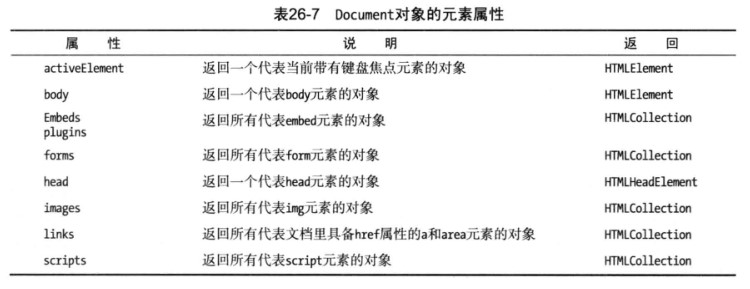 表26-7 Document对象的元素属性
属 性 说 明 返 回
activeElement 返回一个代表当前带有键盘焦点元素的对象 HTMLElement
body 返回一个代表body元素的对象 HTMLElement
Embeds 返回所有代表embed元素的对象 HTMLCollection
plugins
forms 返回所有代表form元素的对象 HTMLCollection
head 返回一个代表head元素的对象 HTMLHeadElement
images 返回所有代表img元素的对象 HTMLCollection
links 返回所有代表文档里具备href属性的a和area元素的对象 HTMLCollection
scripts 返回所有代表script元素的对象 HTMLCollection